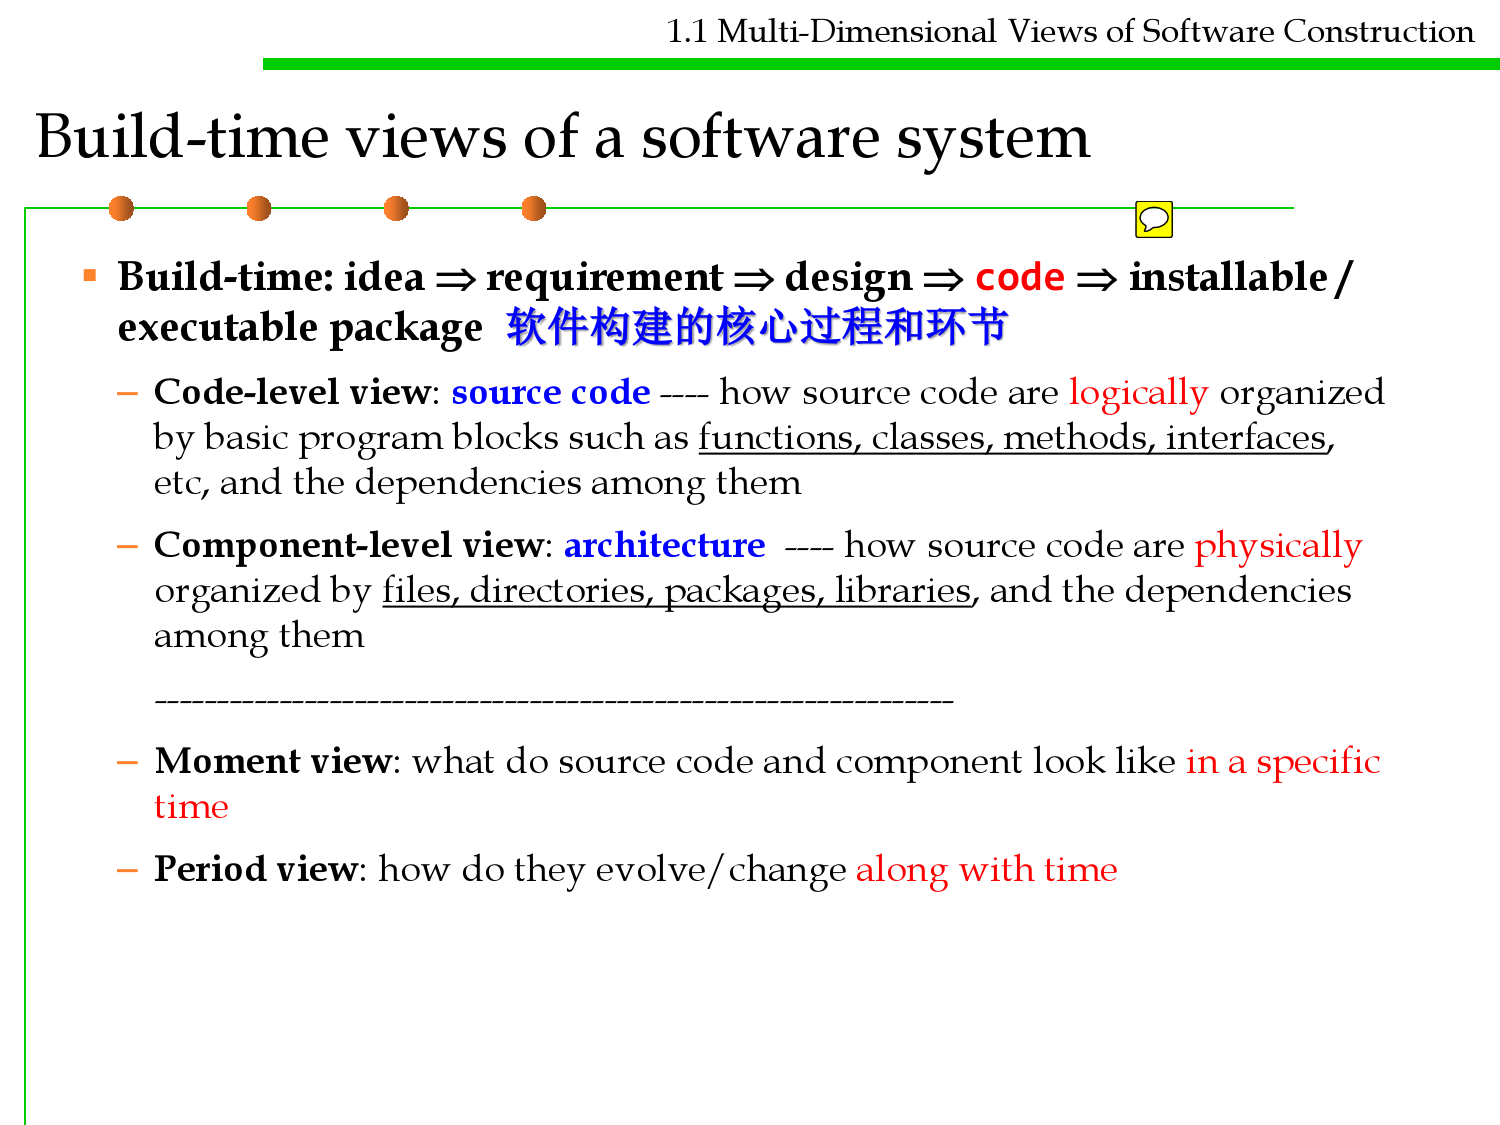 1.1 Multi-Dimensional Views of Software Construction
Build-time views of a software system
▪ Build-time: idea ⇒ requirement ⇒ design ⇒ code ⇒ installable/
executable package 软件构建的核心过程和环节
– Code-level view: source code ---- how source code are logically organized
by basic program blocks such as functions, classes, methods, interfaces,
etc, and the dependencies among them
– Component-level view: architecture ---- how source code are physically
organized by files, directories, packages, libraries, and the dependencies
among them
----------------------------------------------------------------
– Moment view: what do source code and component look like in a specific
time
– Period view: how do they evolve/change along with time